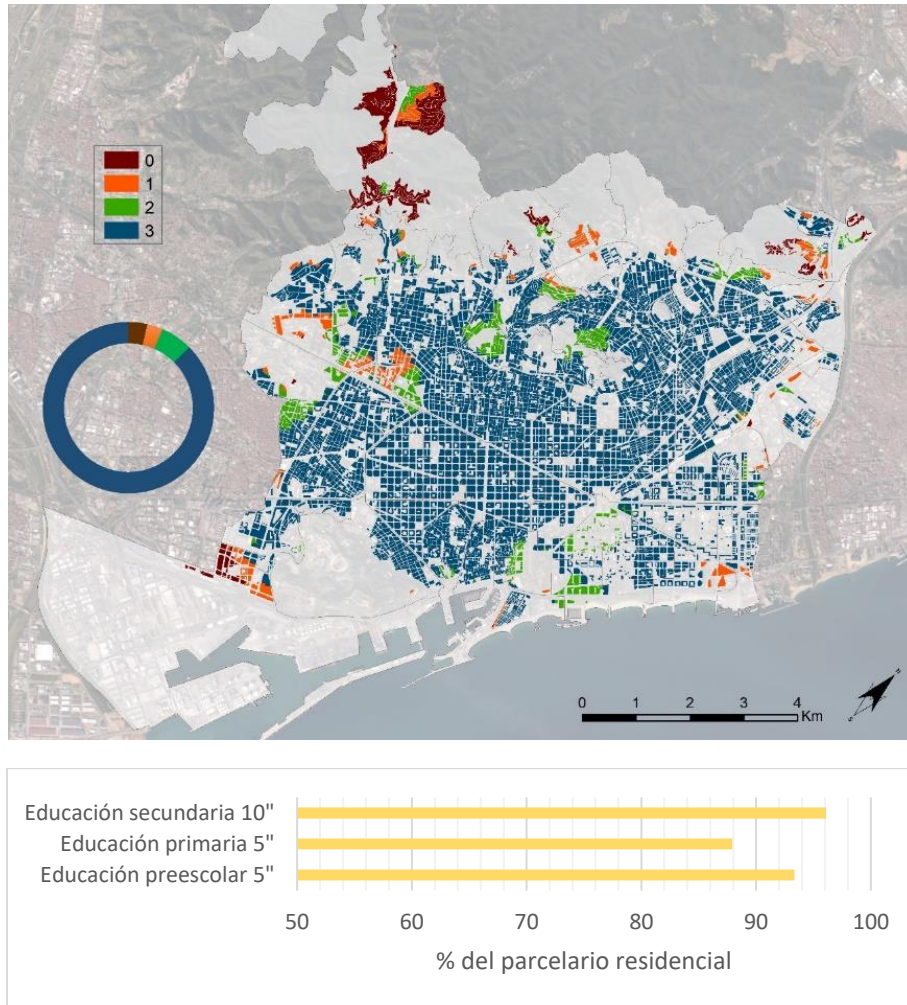 0
1
2
3
0 1 2 3 4
Km
Educación secundaria 10"
Educación primaria 5"
Educación preescolar 5"
50 60 70 80 90 100
% del parcelario residencial